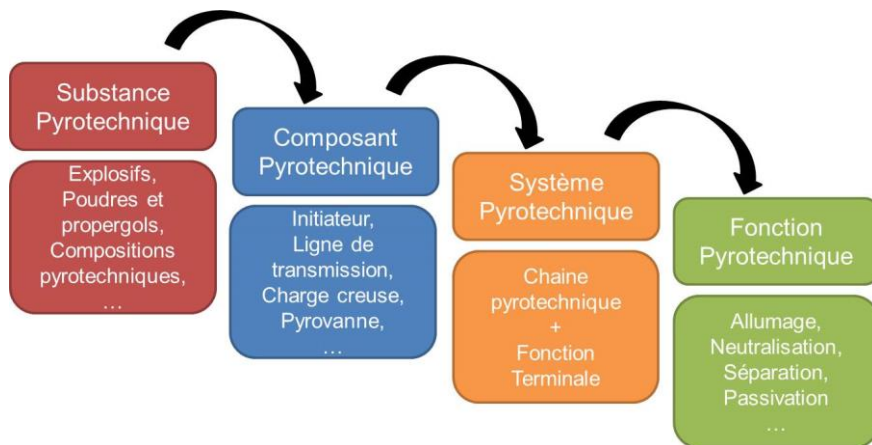 Substance
Pyrotechnique
Explosifs,
Poudres et
propergols,
Compositions
pyrotechniques,
…
Composant
Pyrotechnique
Initiateur,
Ligne de
transmission,
Charge creuse,
Pyrovanne,
…
Système
Pyrotechnique
Chaine
pyrotechnique
+
Fonction
Terminale
Fonction
Pyrotechnique
Allumage,
Neutralisation,
Séparation,
Passivation
…